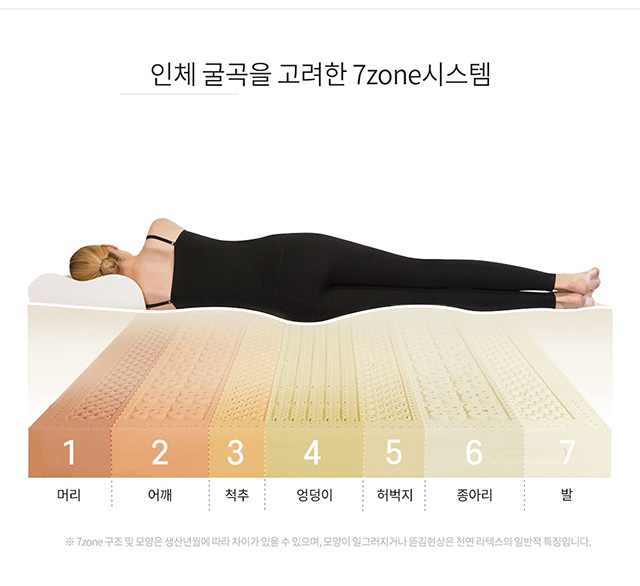 인체 굴곡을 고려한 7zone시스템
1 2 3 4 5 6 7
머리 어깨 척추 엉덩이 허벅지 종아리 발
※ 7zone 구조 및 모양은 생산년월에 따라 차이가 있을 수 있으며, 모양이 일그러지거나 뜯김현상은 천연 라텍스의 일반적 특징입니다.